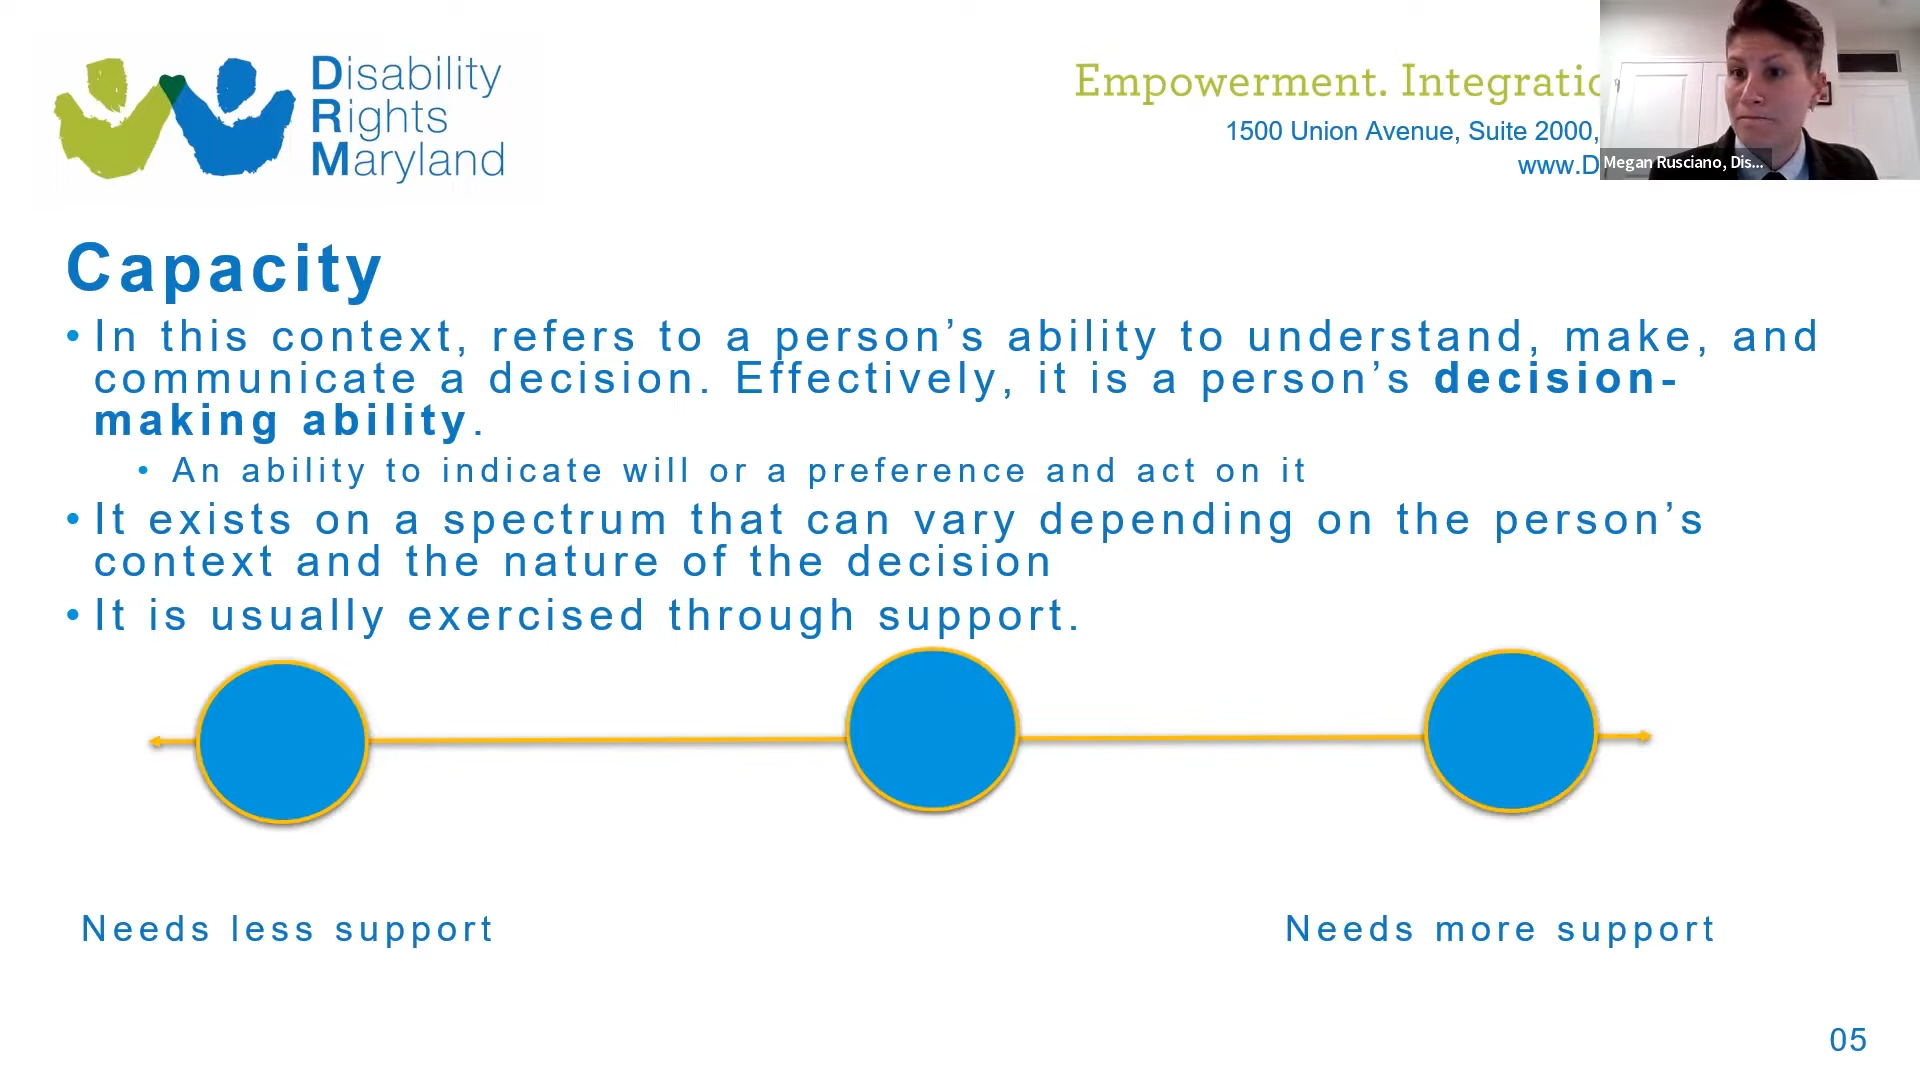 Disability
Rights
Maryland
Empowerment. Integratio
1500 Union Avenue, Suite 2000,
www.D
Megan Rusciano, Dis...
Capacity
• In this context, refers to a person’s ability to understand, make, and
communicate a decision. Effectively, it is a person’s decision-
making ability.
• An ability to indicate will or a preference and act on it
• It exists on a spectrum that can vary depending on the person’s
context and the nature of the decision
• It is usually exercised through support.
Needs less support
Needs more support
05